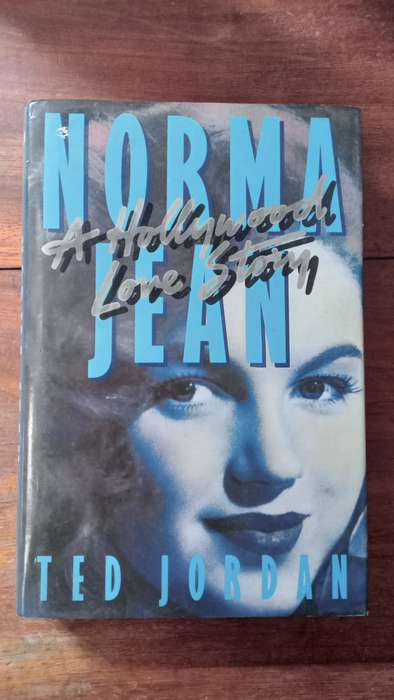 NORMA
A Hollywood
Love Story
JEAN
TED JORDAN